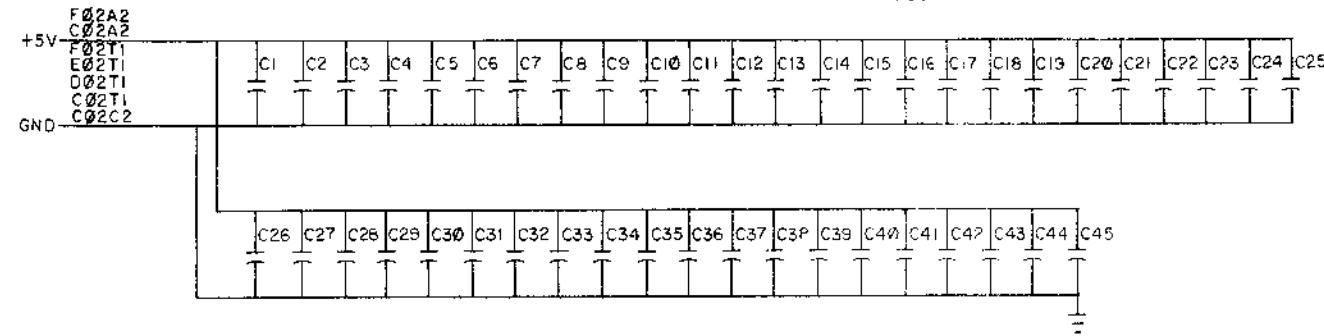 FØ2A2
CØ2A2
+5V
FØ2T1
EØ2T1
DØ2T1
CØ2T1
CØ2C2
GND
C1 C2 C3 C4 C5 C6 C7 C8 C9 C1Ø C11 C12 C13 C14 C15 C16 C17 C18 C19 C2Ø C21 C22 C23 C24 C25
C26 C27 C28 C29 C3Ø C31 C32 C33 C34 C35 C36 C37 C38 C39 C4Ø C41 C42 C43 C44 C45